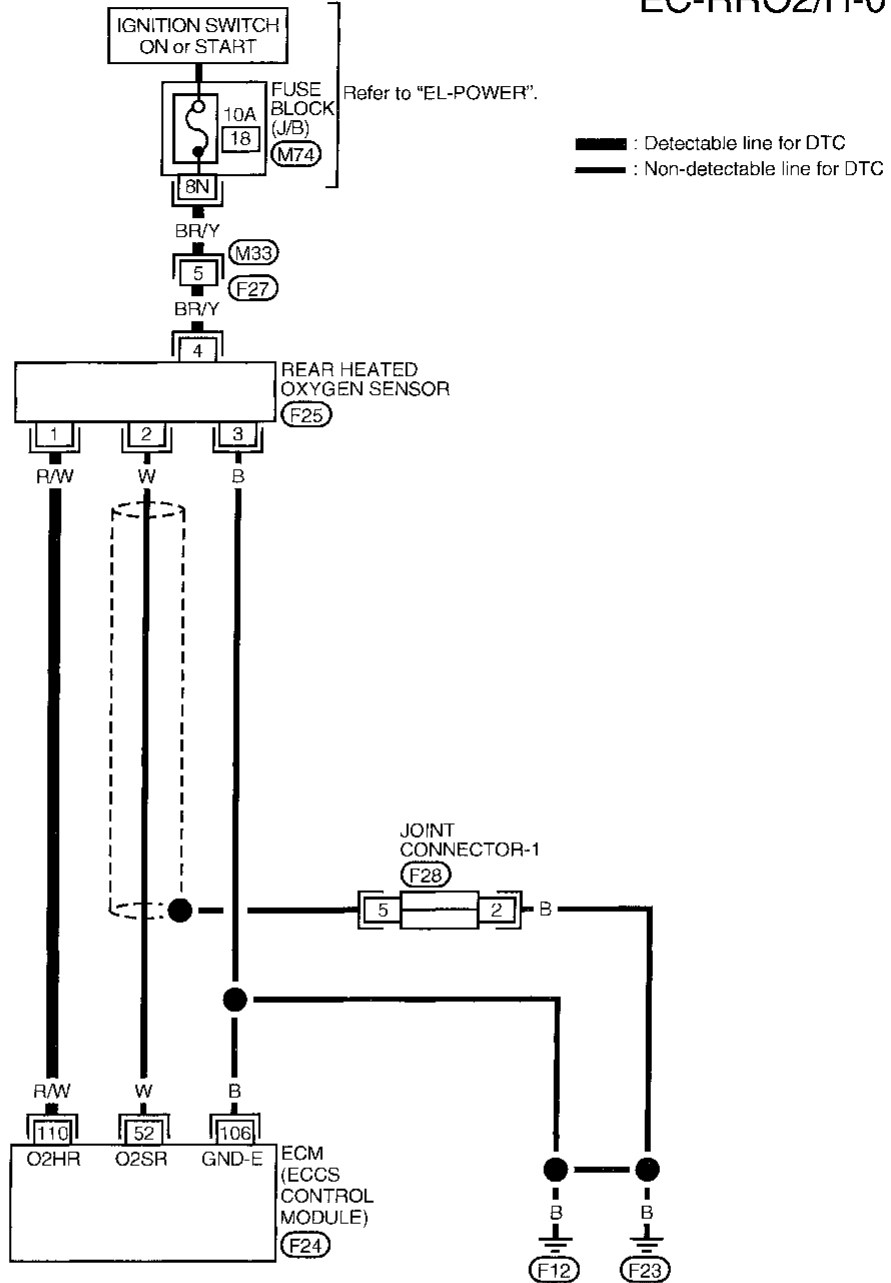 IGNITION SWITCH
ON or START
FUSE
BLOCK
(J/B)
M74
10A
18
Refer to "EL-POWER".
: Detectable line for DTC
: Non-detectable line for DTC
8N
BR/Y
M33
5
F27
BR/Y
4
REAR HEATED
OXYGEN SENSOR
F25
1 2 3
R/W W B
JOINT
CONNECTOR-1
F28
5 2 B
R/W W B
110 52 106
O2HR O2SR GND-E
ECM
(ECCS
CONTROL
MODULE)
F24
B B
F12 F23